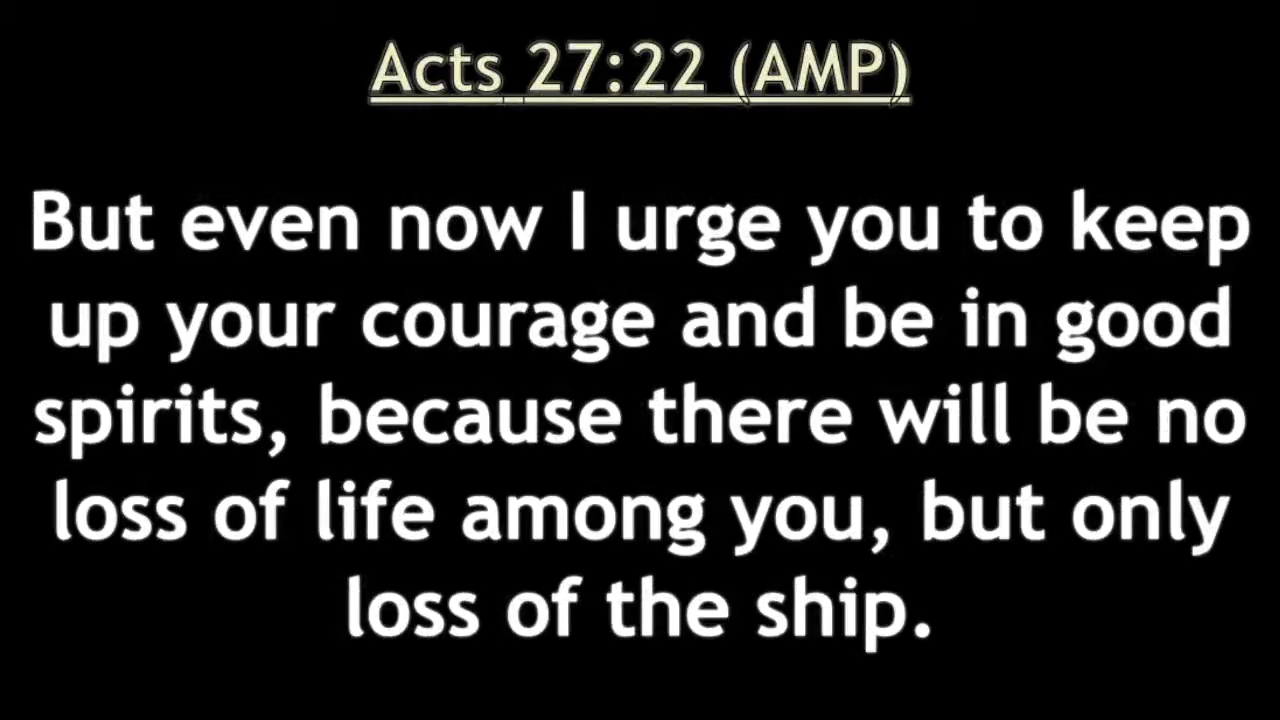 Acts 27:22 (AMP)
But even now I urge you to keep
up your courage and be in good
spirits, because there will be no
loss of life among you, but only
loss of the ship.